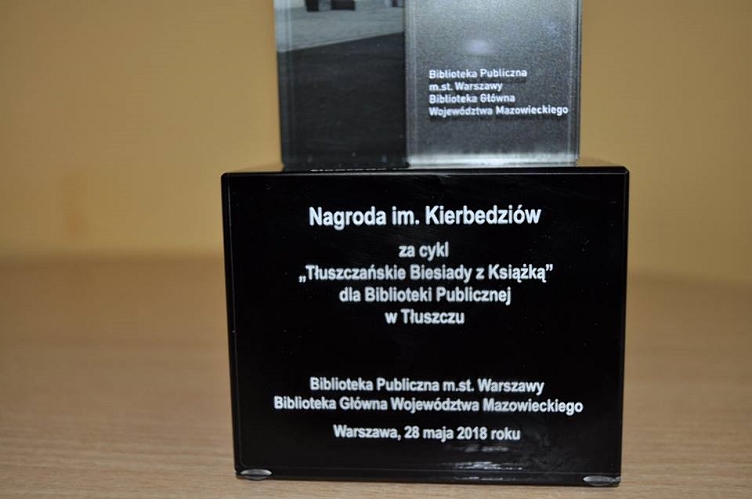 Biblioteka Publiczna
m.st. Warszawy
Biblioteka Główna
Województwa Mazowieckiego
Nagroda im. Kierbedziów
za cykl
„Tłuszczańskie Biesiady z Książką”
dla Biblioteki Publicznej
w Tłuszczu
Biblioteka Publiczna m.st. Warszawy
Biblioteka Główna Województwa Mazowieckiego
Warszawa, 28 maja 2018 roku